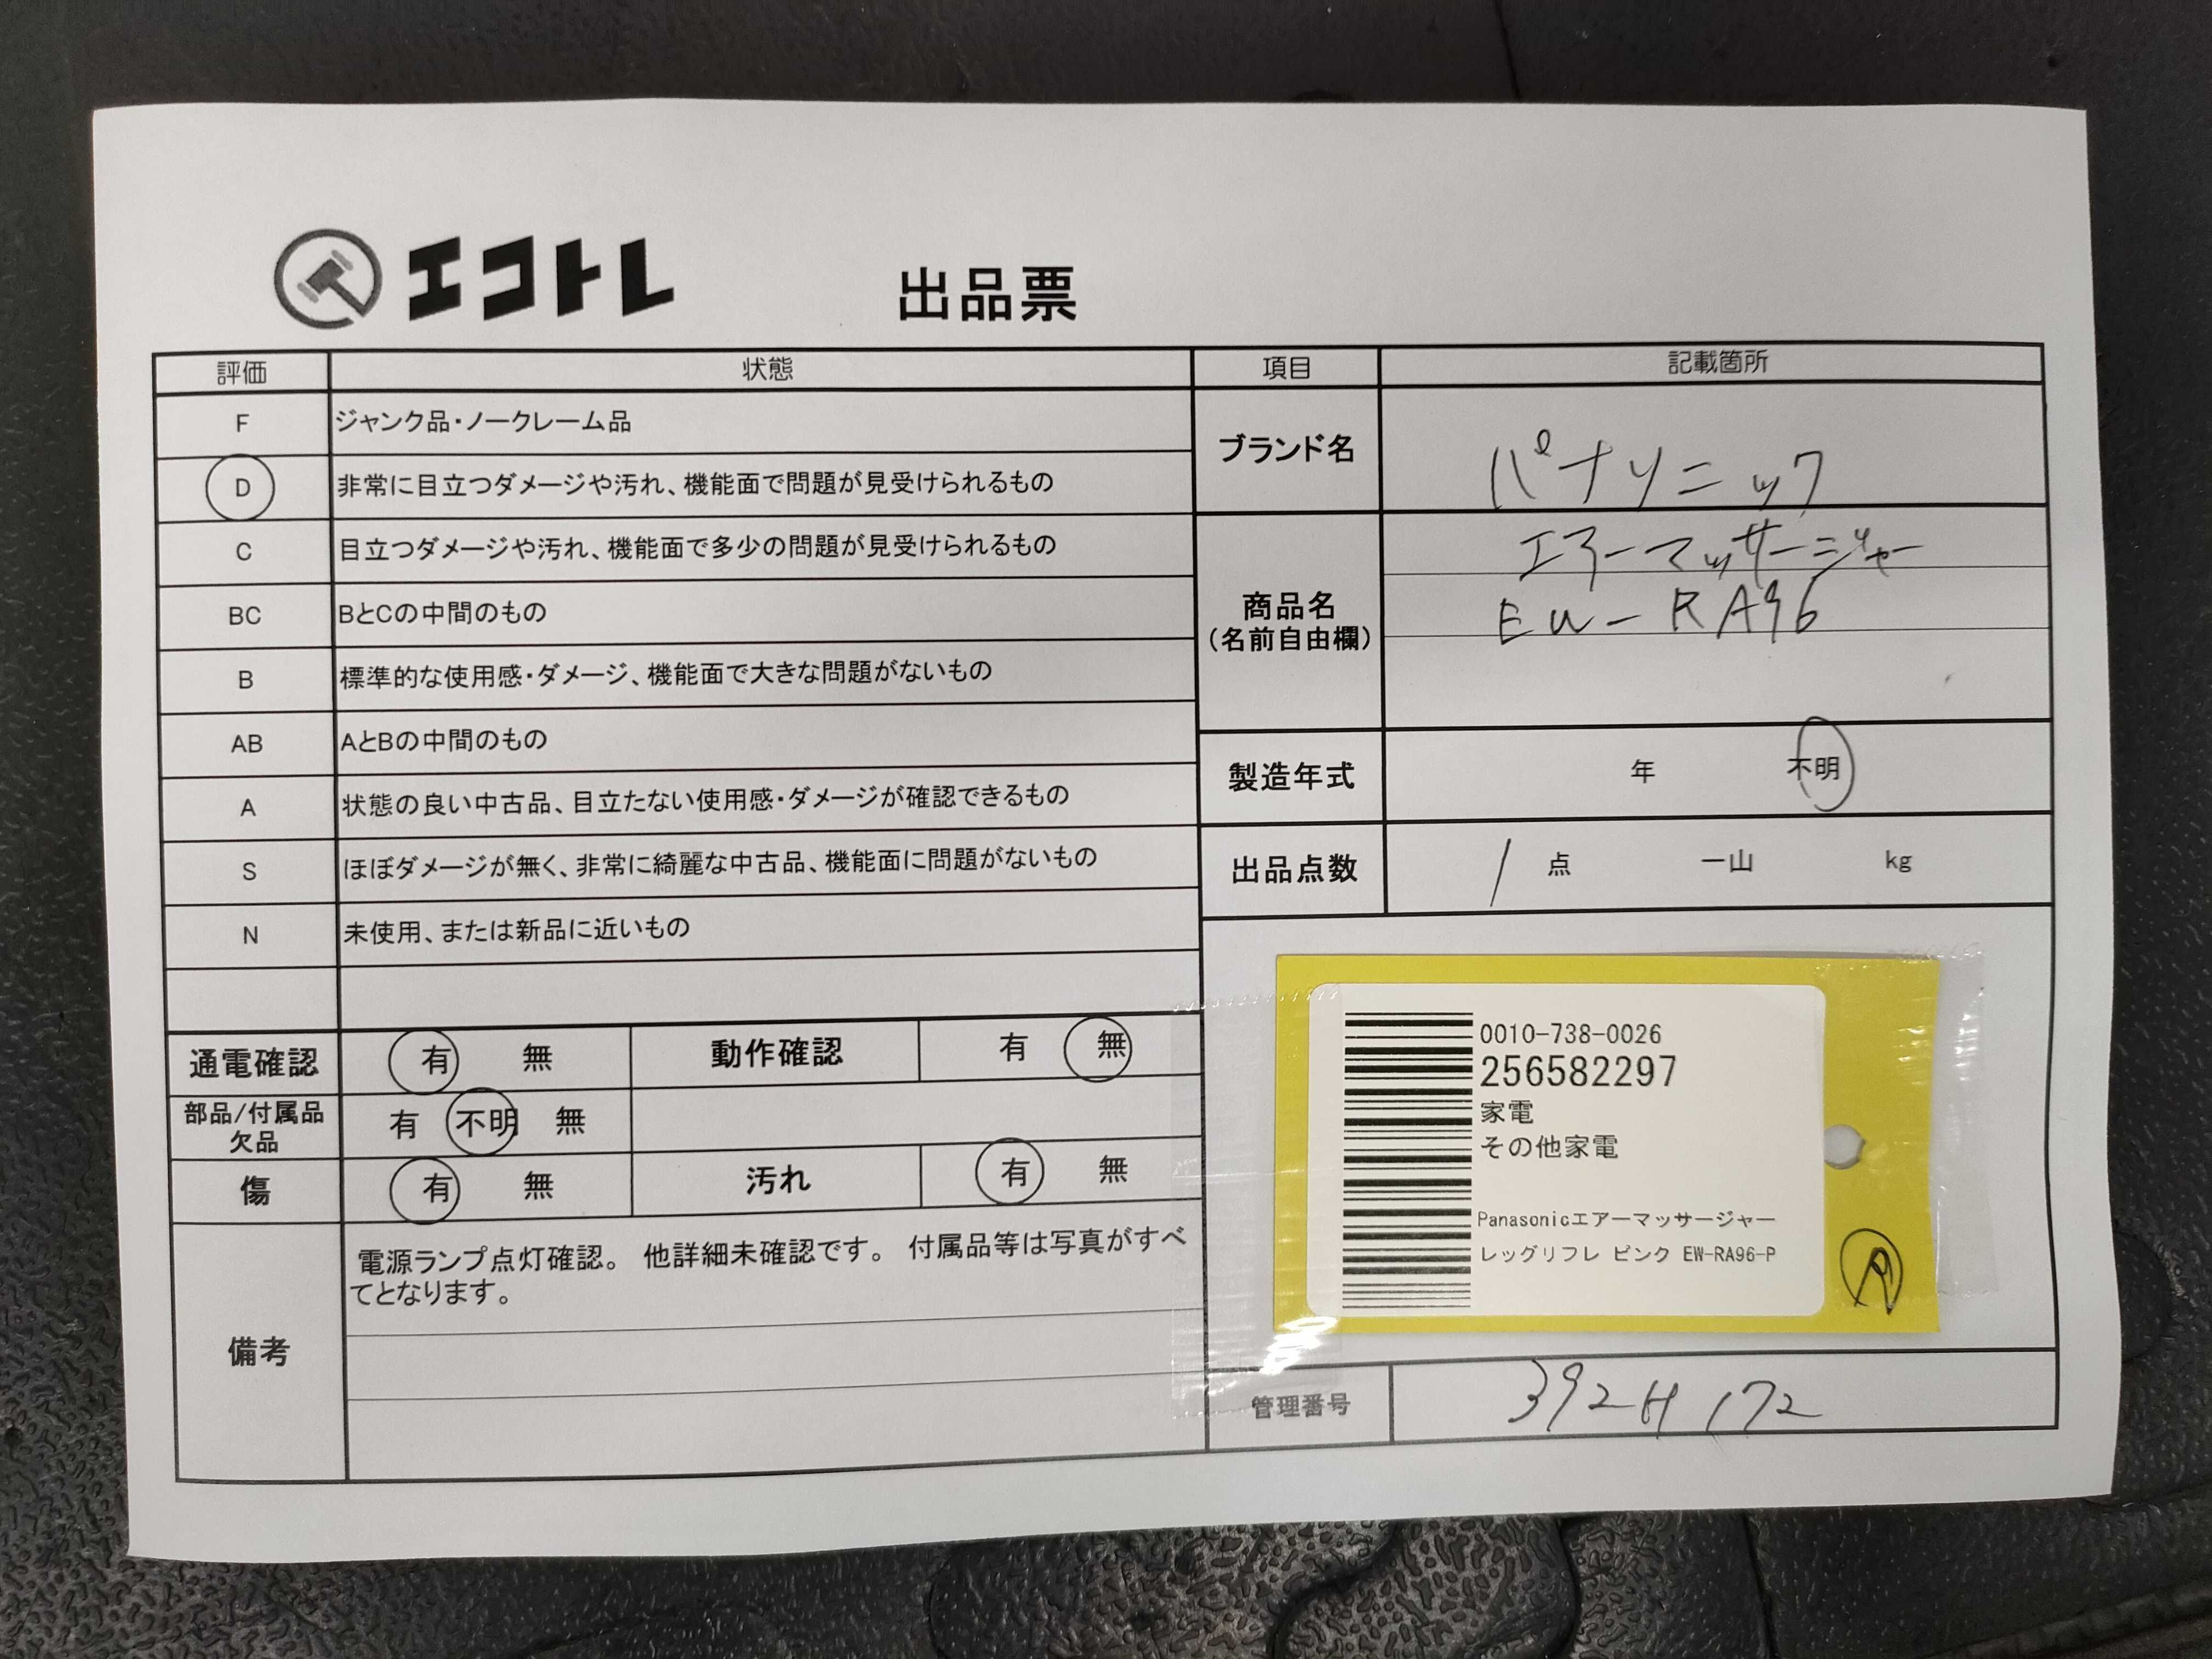 エコトレ
出品票
評価 状態
F ジャンク品・ノークレーム品
D 非常に目立つダメージや汚れ、機能面で問題が見受けられるもの
C 目立つダメージや汚れ、機能面で多少の問題が見受けられるもの
BC BとCの中間のもの
B 標準的な使用感・ダメージ、機能面で大きな問題がないもの
AB AとBの中間のもの
A 状態の良い中古品、目立たない使用感・ダメージが確認できるもの
S ほぼダメージが無く、非常に綺麗な中古品、機能面に問題がないもの
N 未使用、または新品に近いもの
通電確認 有 無 動作確認 有 無
部品/付属品
欠品 有 不明 無
傷 有 無 汚れ 有 無
備考
電源ランプ点灯確認。 他詳細未確認です。 付属品等は写真がすべ
てとなります。
項目 記載箇所
ブランド名 パナソニック
商品名
(名前自由欄)
エアーマッサージャー
EW-RA96
製造年式 年 不明
出品点数 1 点 一山 kg
0010-738-0026
256582297
家電
その他家電
Panasonicエアーマッサージャー
レッグリフレ ピンク EW-RA96-P
管理番号 392H172